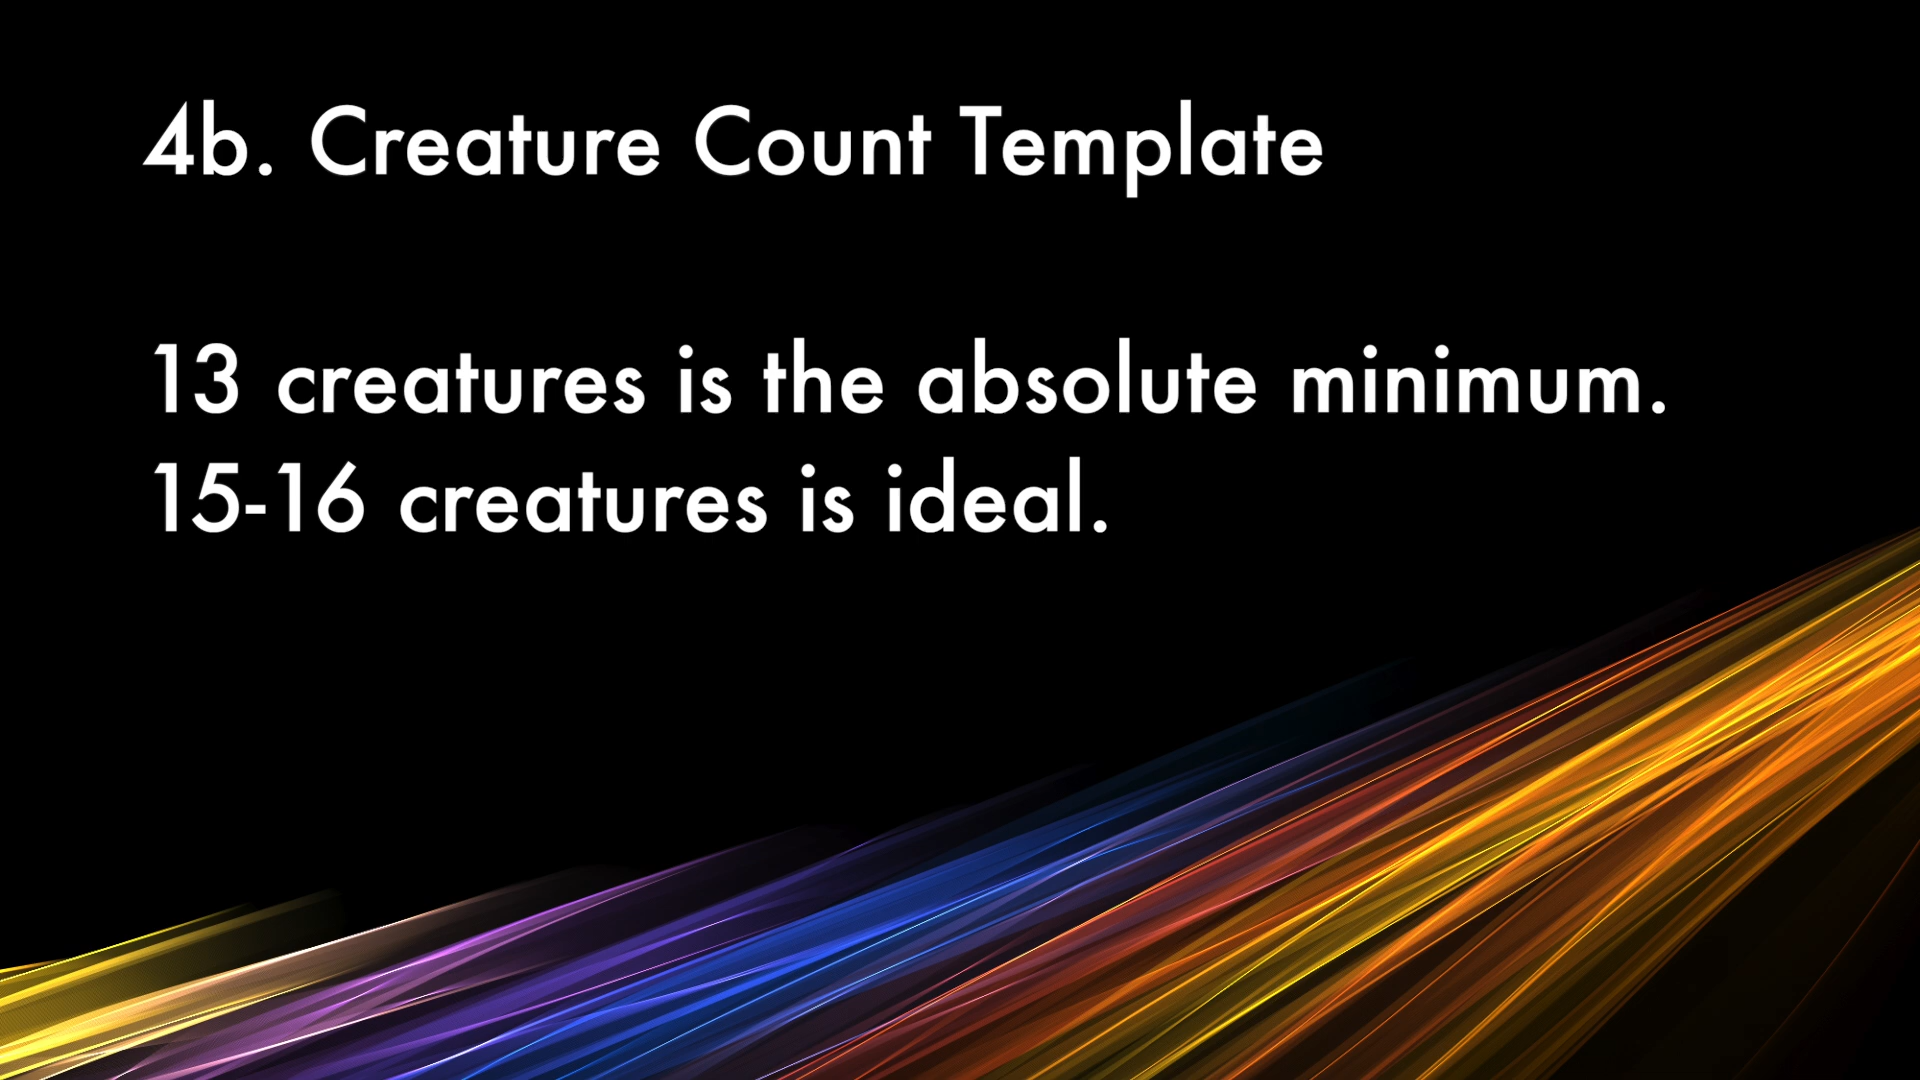 4b. Creature Count Template
13 creatures is the absolute minimum.
15-16 creatures is ideal.